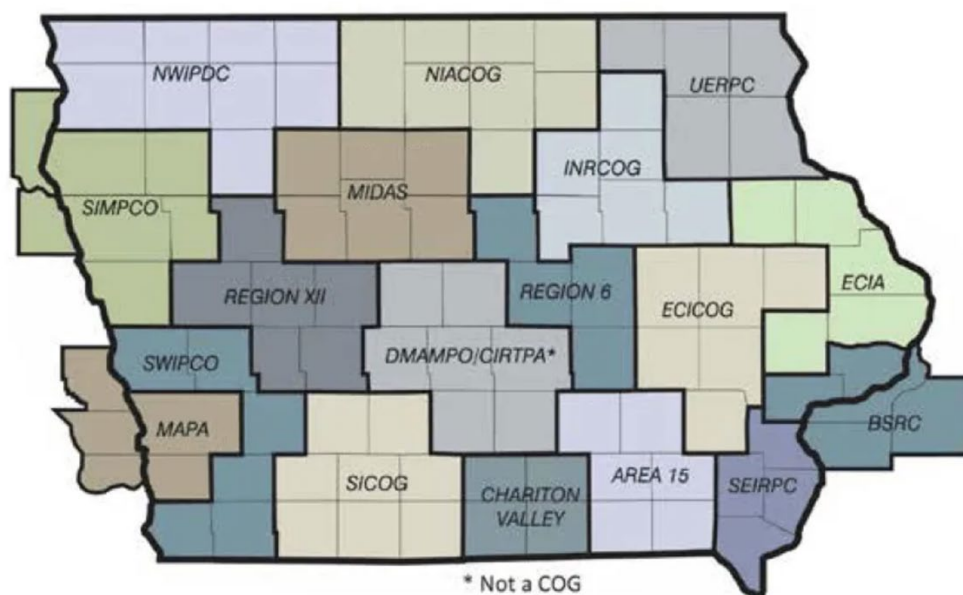 NWIPDC
NIACOG
UERPC
INRCOG
MIDAS
SIMPCO
REGION XII
REGION 6
ECIA
ECICOG
SWIPCO
DMAMPO/CIRTPA*
MAPA
BSRC
SICOG
CHARITON
VALLEY
AREA 15
SEIRPC
* Not a COG